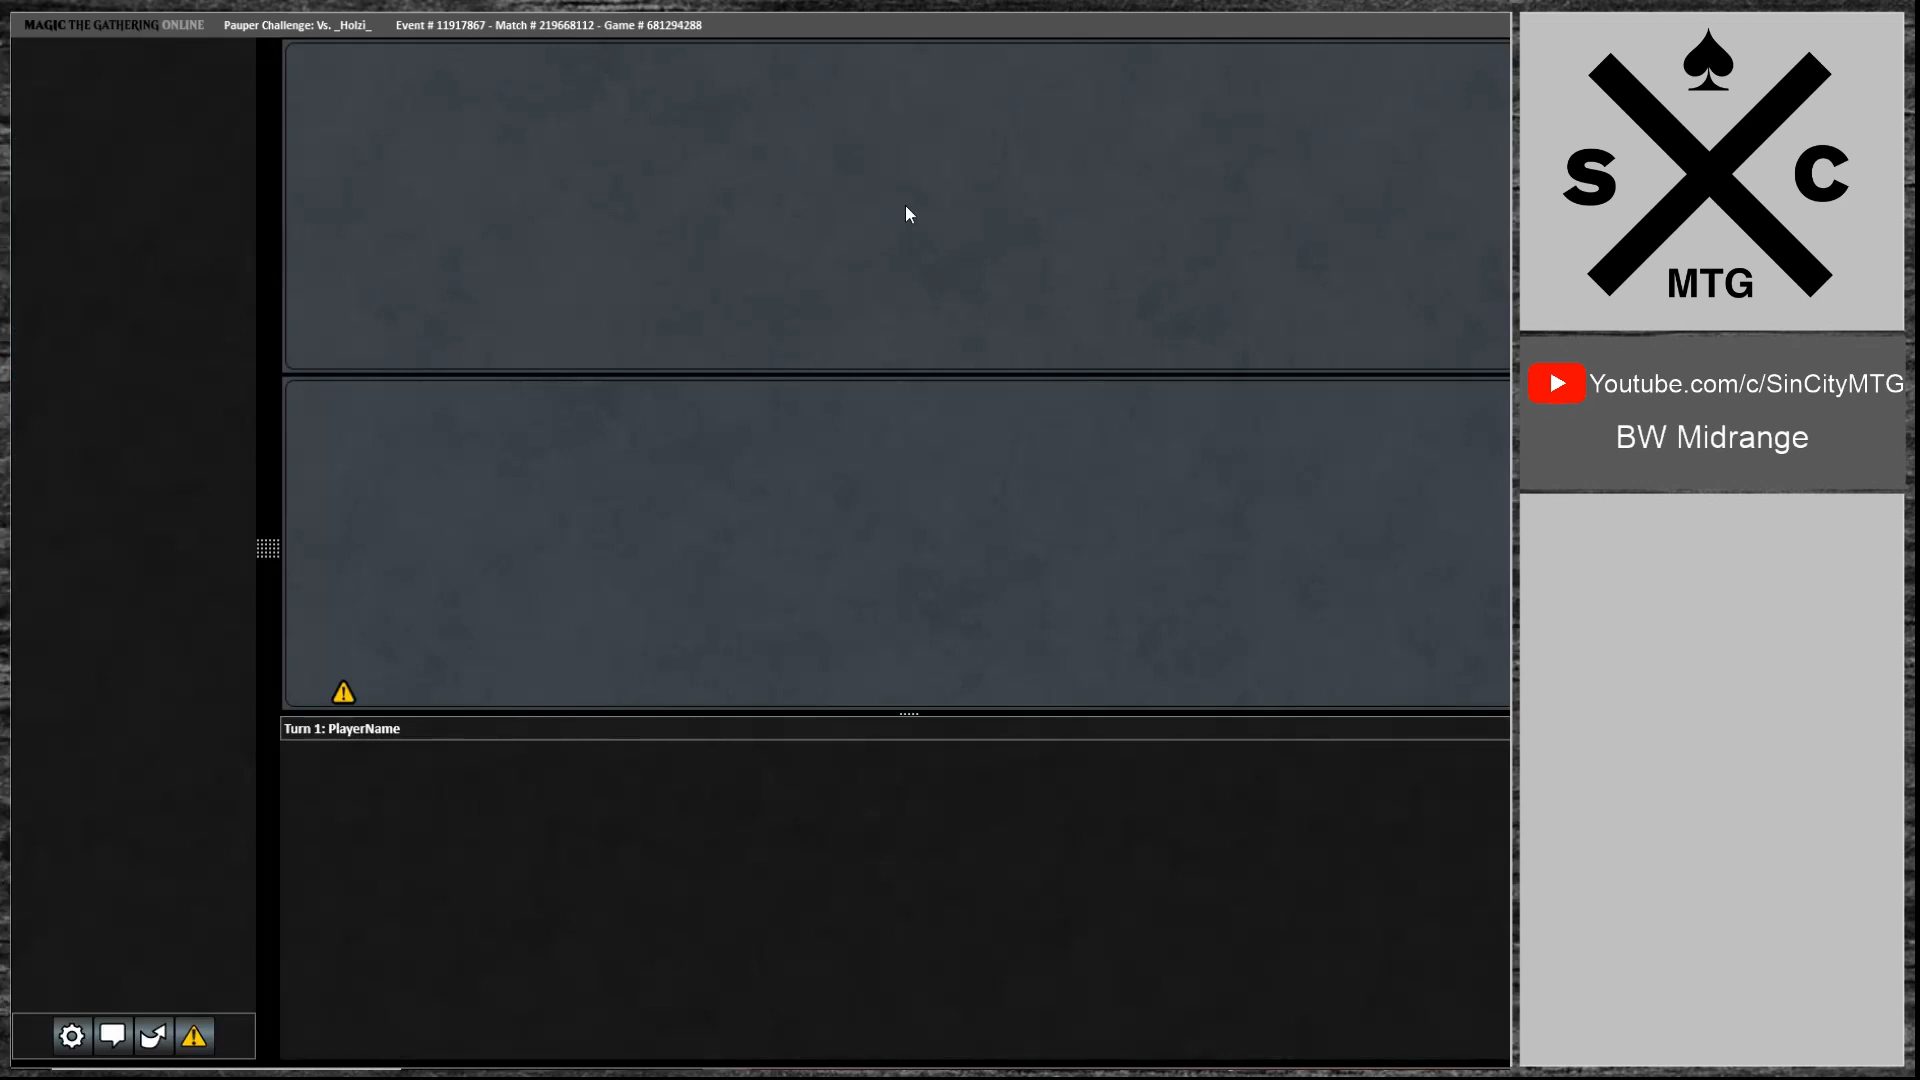 MAGIC THE GATHERING ONLINE Pauper Challenge: Vs. _Holzi_ Event # 11917867 - Match # 219668112 - Game # 681294288
S C
MTG
Youtube.com/c/SinCityMTG
BW Midrange
Turn 1: PlayerName